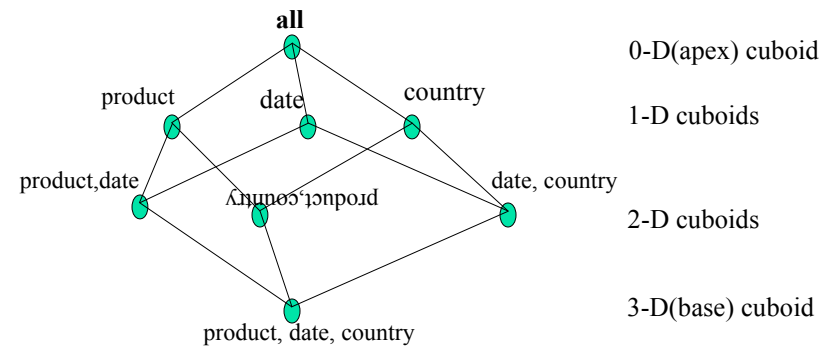 all
0-D(apex) cuboid
product
date
country
1-D cuboids
product,date
product,country
date, country
2-D cuboids
3-D(base) cuboid
product, date, country